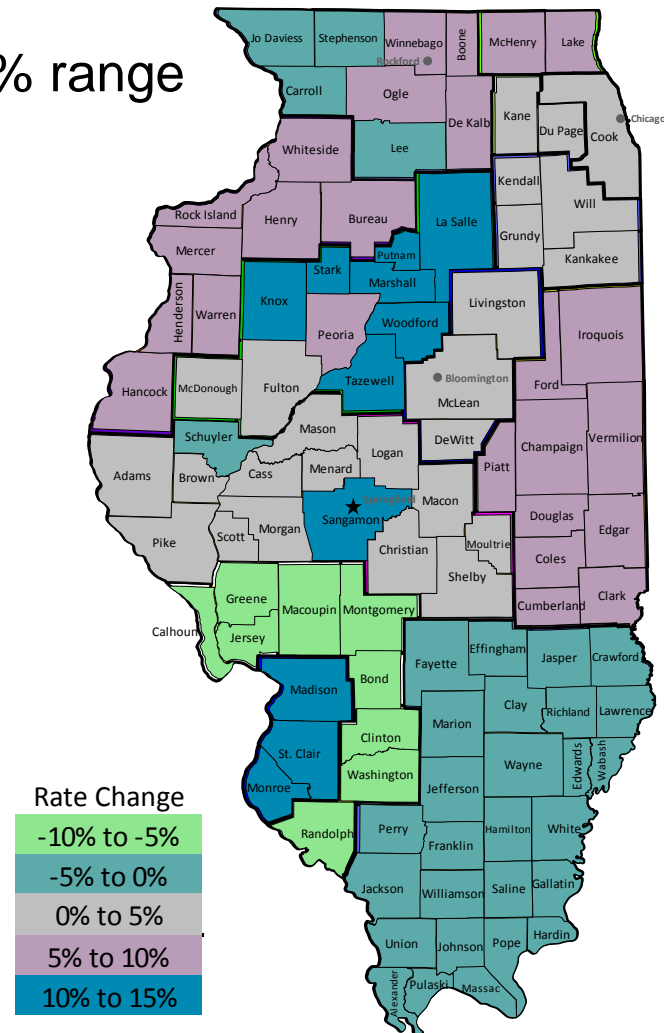 % range
Jo Daviess
Stephenson
Winnebago
Boone
McHenry
Lake
Rockford
Carroll
Ogle
De Kalb
Kane
Du Page
Cook
Chicago
Whiteside
Lee
Kendall
Will
Rock Island
Henry
Bureau
La Salle
Grundy
Mercer
Putnam
Kankakee
Stark
Marshall
Henderson
Warren
Knox
Peoria
Woodford
Livingston
Iroquois
Hancock
McDonough
Fulton
Tazewell
Bloomington
McLean
Ford
Schuyler
Mason
Logan
DeWitt
Champaign
Vermilion
Adams
Brown
Cass
Menard
Piatt
Springfield
Sangamon
Macon
Pike
Scott
Morgan
Christian
Moultrie
Douglas
Edgar
Coles
Shelby
Greene
Macoupin
Montgomery
Cumberland
Clark
Calhoun
Jersey
Fayette
Effingham
Jasper
Crawford
Madison
Bond
Clay
Richland
Lawrence
Marion
Clinton
St. Clair
Wayne
Edwards
Wabash
Washington
Monroe
Jefferson
Rate Change
-10% to -5%
-5% to 0%
0% to 5%
5% to 10%
10% to 15%
Randolph
Perry
Hamilton
White
Franklin
Jackson
Williamson
Saline
Gallatin
Union
Johnson
Pope
Hardin
Alexander
Pulaski
Massac